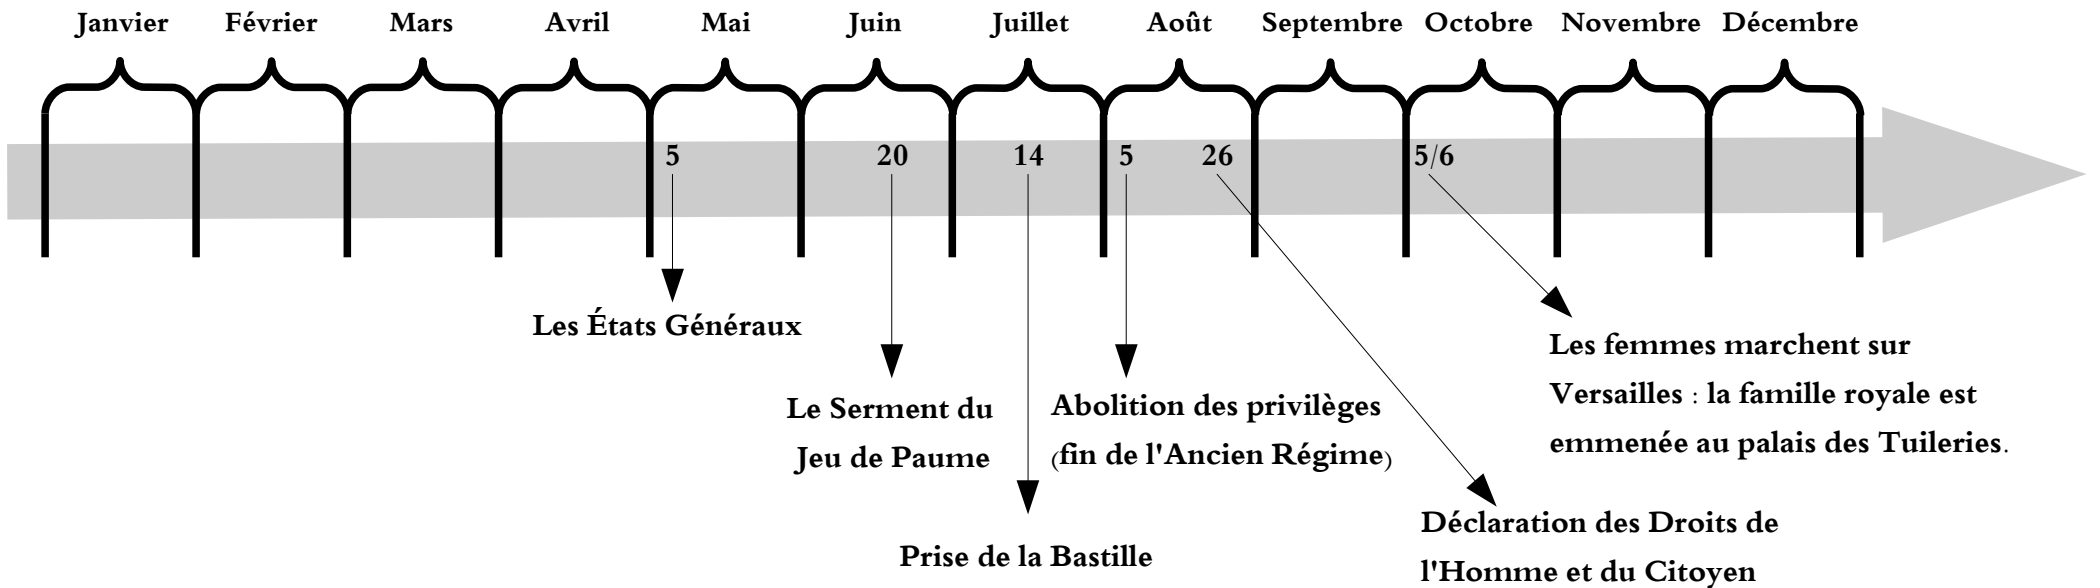 Janvier Février Mars Avril Mai Juin Juillet Août Septembre Octobre Novembre Décembre
5 20 14 5 26 5/6
Les États Généraux
Le Serment du
Jeu de Paume
Prise de la Bastille
Abolition des privilèges
(fin de l'Ancien Régime)
Déclaration des Droits de
l'Homme et du Citoyen
Les femmes marchent sur
Versailles : la famille royale est
emmenée au palais des Tuileries.